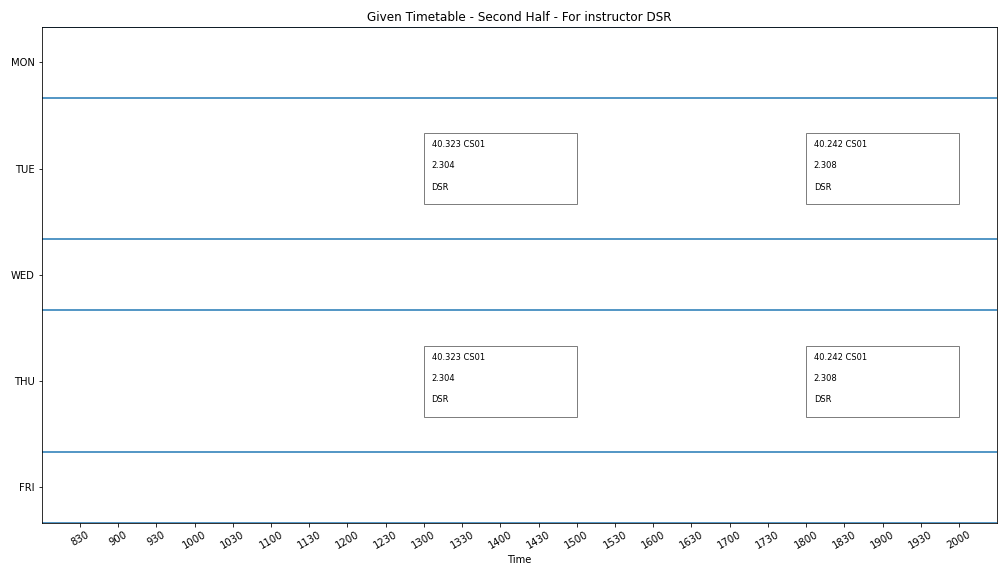 Given Timetable - Second Half - For instructor DSR
MON
TUE
40.323 CS01
2.304
DSR
40.242 CS01
2.308
DSR
WED
THU
40.323 CS01
2.304
DSR
40.242 CS01
2.308
DSR
FRI
830 900 930 1000 1030 1100 1130 1200 1230 1300 1330 1400 1430 1500 1530 1600 1630 1700 1730 1800 1830 1900 1930 2000
Time